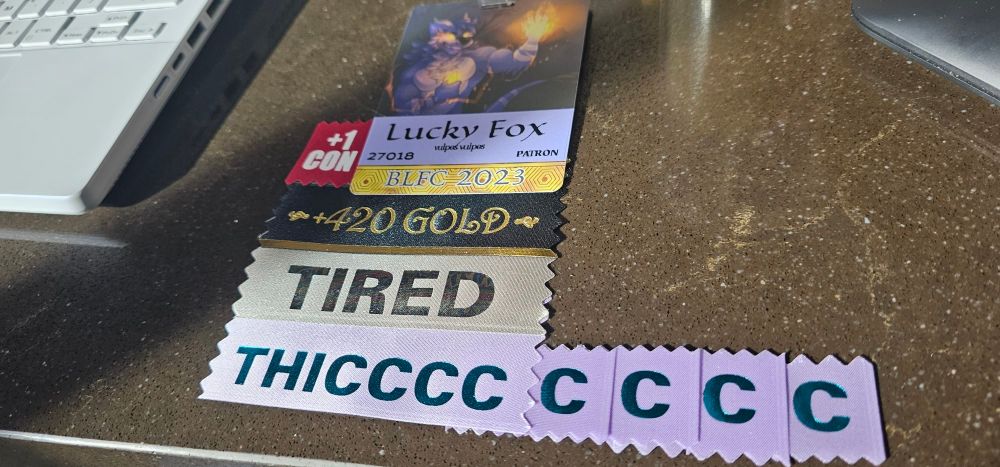 Lucky Fox
vulpes vulpes
27018 PATRON
BLFC 2023
+1
CON
+420 GOLD
TIRED
THICCCC C C C C